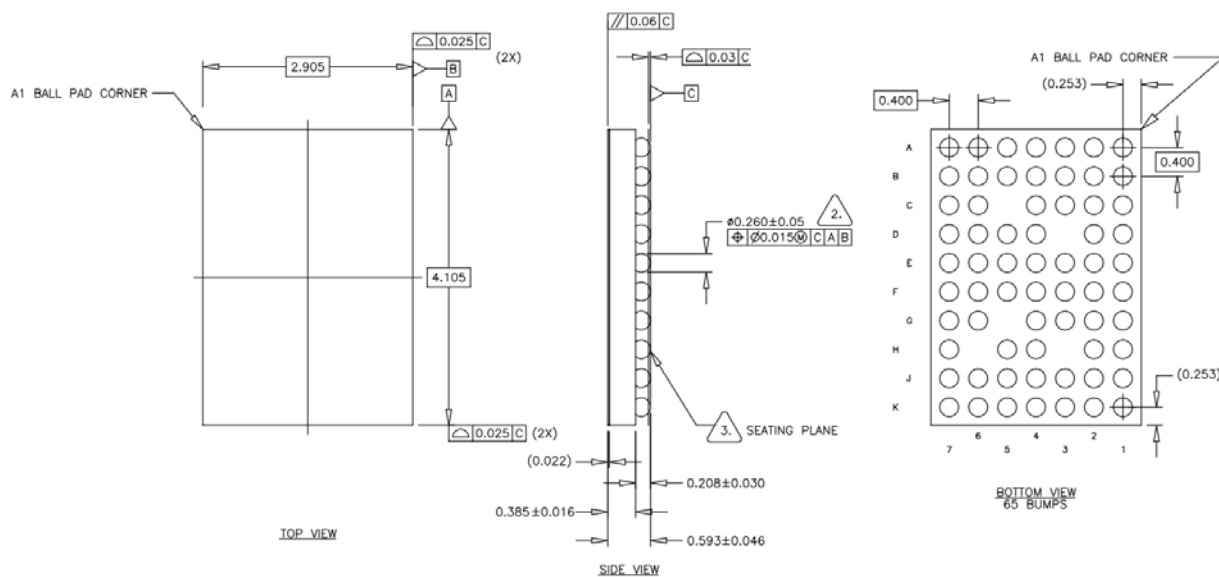 ⌓ 0.025 C
(2X)
2.905
B
A
A1 BALL PAD CORNER
4.105
⌓ 0.025 C (2X)
TOP VIEW
// 0.06 C
⌓ 0.03 C
C
2.
ø0.260±0.05
⌖ Ø0.015Ⓜ C A B
3. SEATING PLANE
(0.022)
0.208±0.030
0.385±0.016
0.593±0.046
SIDE VIEW
A1 BALL PAD CORNER
(0.253)
0.400
0.400
A
B
C
D
E
F
G
H
J
K
(0.253)
7 6 5 4 3 2 1
BOTTOM VIEW
65 BUMPS